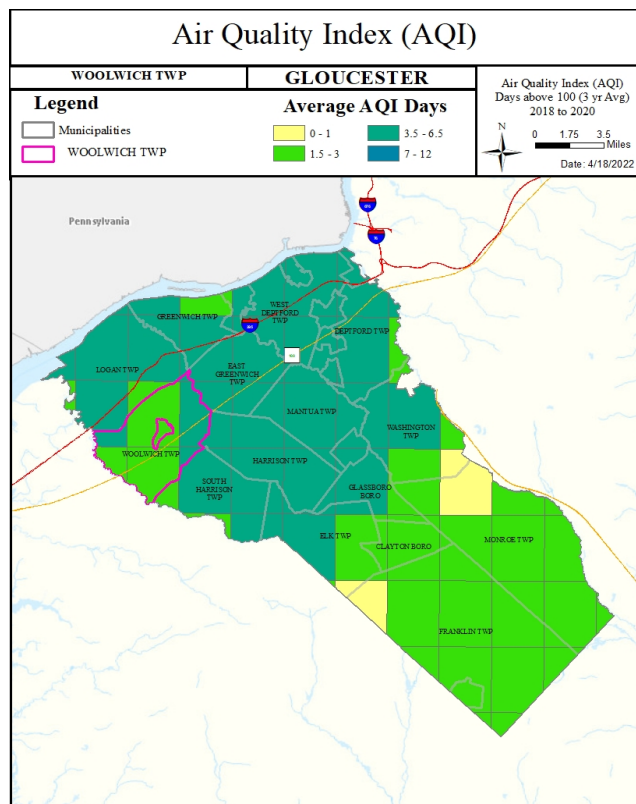 Air Quality Index (AQI)
WOOLWICH TWP
GLOUCESTER
Legend
Municipalities
WOOLWICH TWP
Average AQI Days
0 - 1
3.5 - 6.5
1.5 - 3
7 - 12
Air Quality Index (AQI)
Days above 100 (3 yr Avg)
2018 to 2020
N
0 1.75 3.5
Miles
Date: 4/18/2022
Pennsylvania
WEST
DEPTFORD
TWP
GREENWICH TWP
DEPTFORD TWP
EAST
GREENWICH
TWP
LOGAN TWP
MANTUA TWP
WASHINGTON
TWP
WOOLWICH TWP
HARRISON TWP
SOUTH
HARRISON
TWP
GLASSBORO
BORO
ELK TWP
CLAYTON BORO
MONROE TWP
FRANKLIN TWP